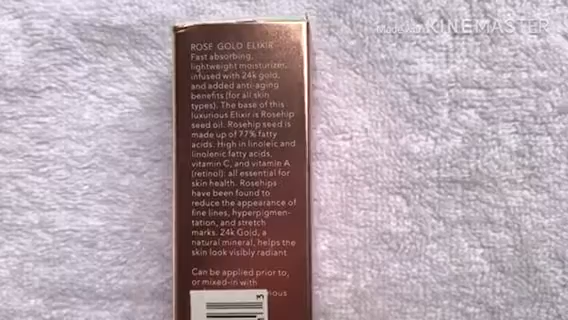 Made with KINEMASTER
ROSE GOLD ELIXIR
Fast absorbing,
lightweight moisturizer,
infused with 24k gold,
and added anti-aging
benefits (for all skin
types). The base of this
luxurious Elixir is Rosehip
seed oil. Rosehip seed is
made up of 77% fatty
acids. High in linoleic and
linolenic fatty acids,
vitamin C, and vitamin A
(retinol): all essential for
skin health. Rosehips
have been found to
reduce the appearance of
fine lines, hyperpigmen-
tation, and stretch
marks. 24k Gold, a
natural mineral, helps the
skin look visibly radiant
Can be applied prior to,
or mixed-in with